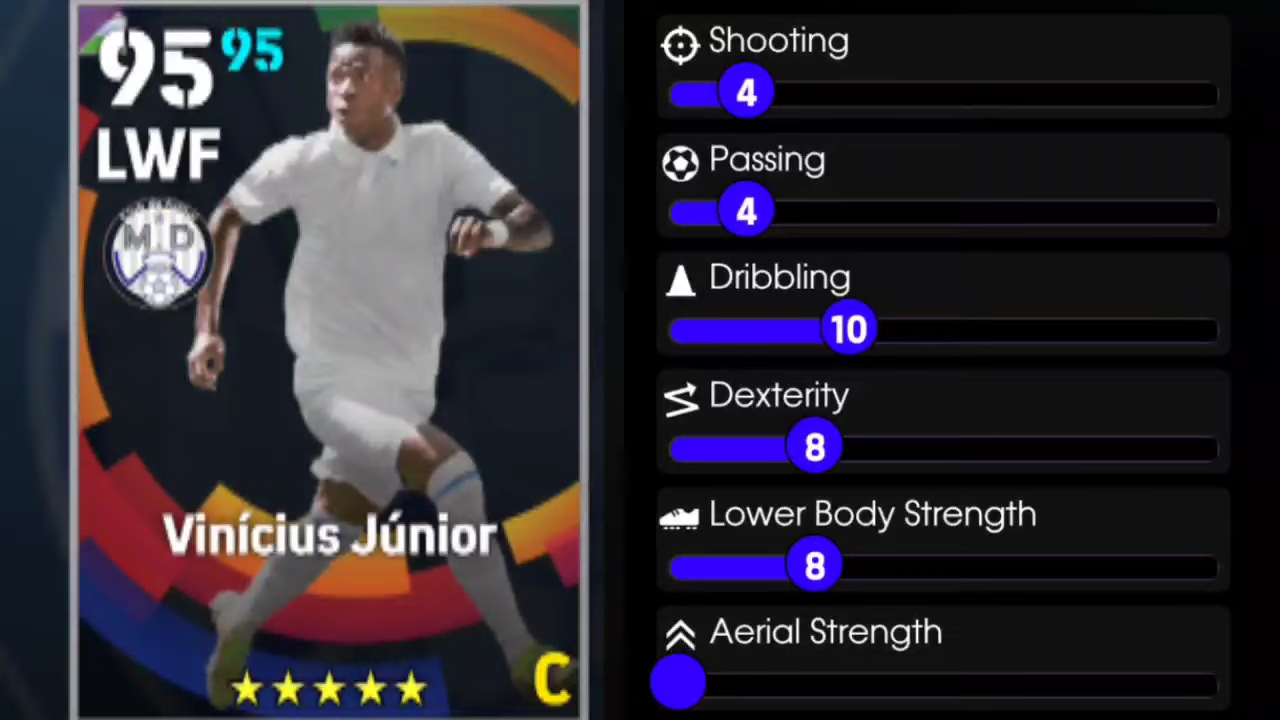 95 95
LWF
M D
Vinícius Júnior
C
Shooting
4
Passing
4
Dribbling
10
Dexterity
8
Lower Body Strength
8
Aerial Strength